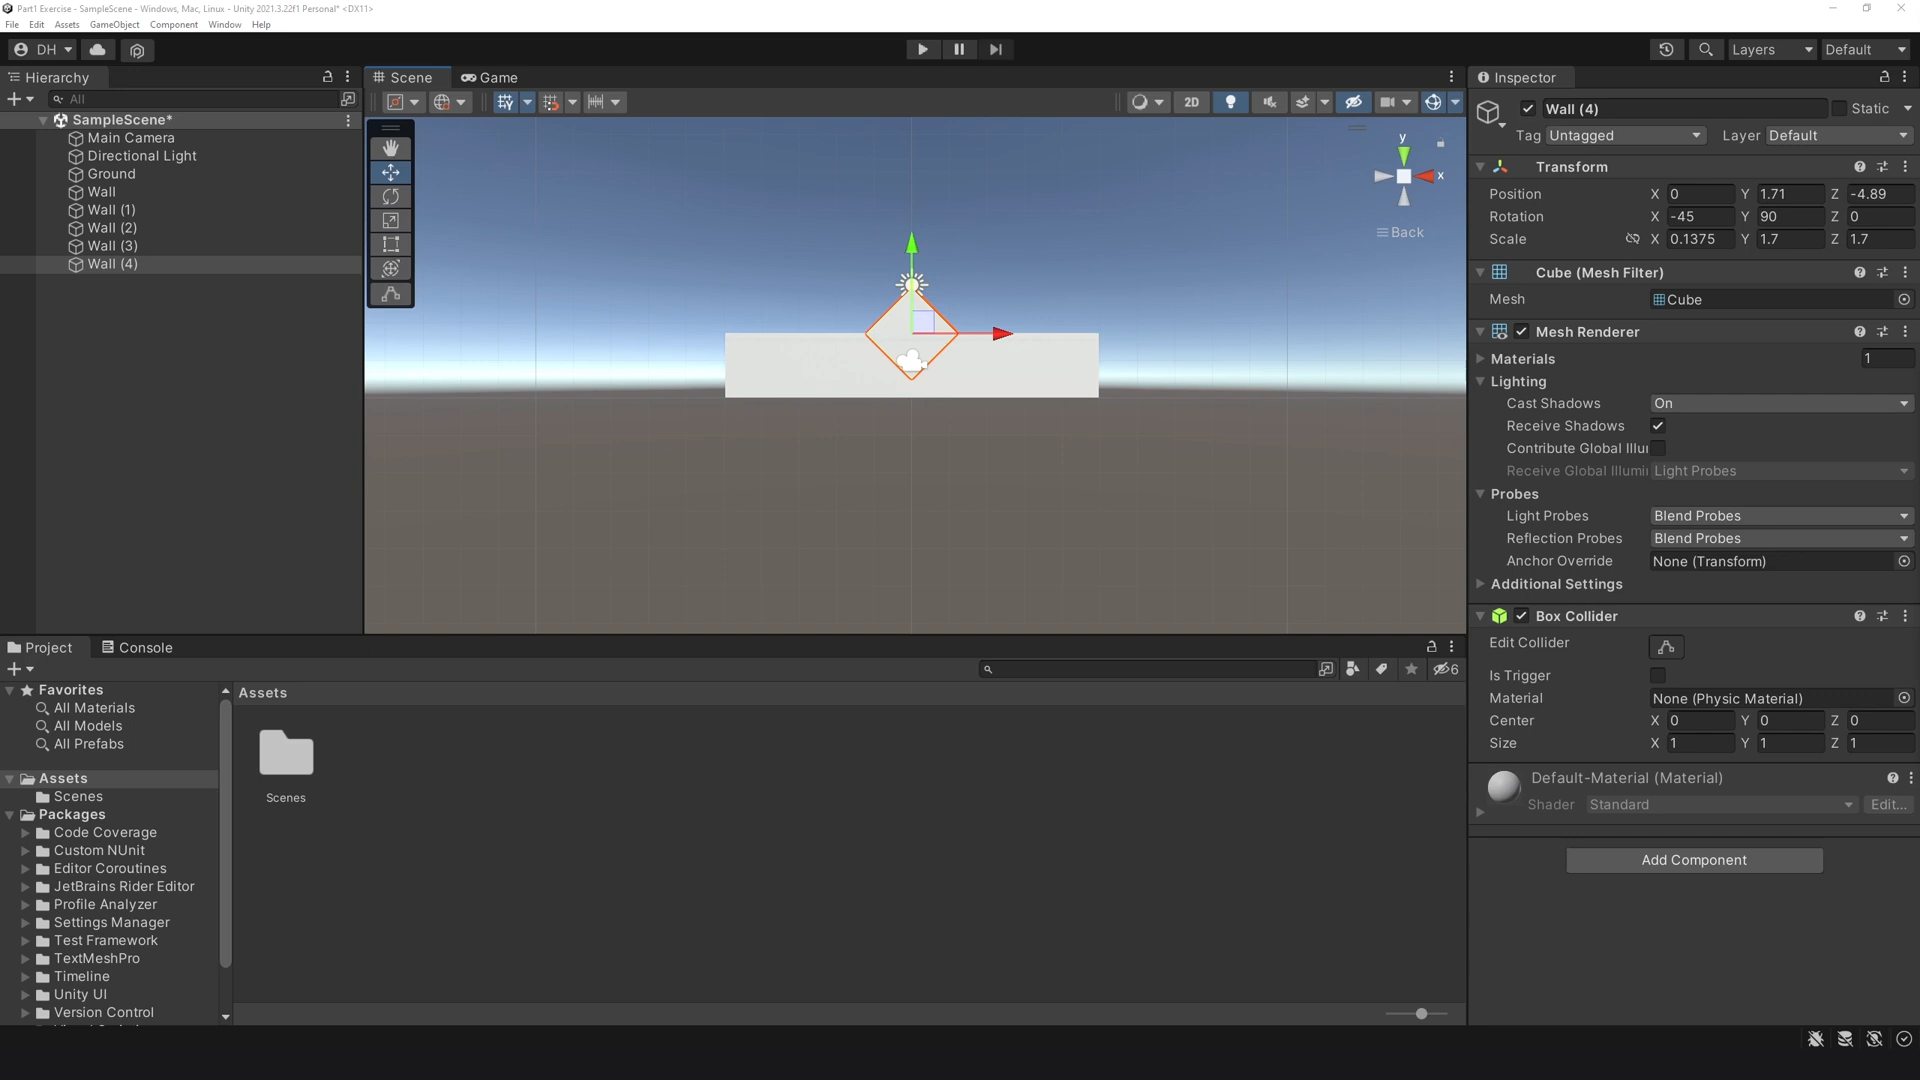 Part1 Exercise - SampleScene - Windows, Mac, Linux - Unity 2021.3.22f1 Personal* <DX11>
File Edit Assets GameObject Component Window Help
DH
Layers
Default
Hierarchy
All
SampleScene*
Main Camera
Directional Light
Ground
Wall
Wall (1)
Wall (2)
Wall (3)
Wall (4)
Scene
Game
2D
y
x
Back
Inspector
Wall (4)
Static
Tag Untagged
Layer Default
Transform
Position X 0 Y 1.71 Z -4.89
Rotation X -45 Y 90 Z 0
Scale X 0.1375 Y 1.7 Z 1.7
Cube (Mesh Filter)
Mesh Cube
Mesh Renderer
Materials 1
Lighting
Cast Shadows On
Receive Shadows
Contribute Global Illu
Receive Global Illumi Light Probes
Probes
Light Probes Blend Probes
Reflection Probes Blend Probes
Anchor Override None (Transform)
Additional Settings
Box Collider
Edit Collider
Is Trigger
Material None (Physic Material)
Center X 0 Y 0 Z 0
Size X 1 Y 1 Z 1
Default-Material (Material)
Shader Standard Edit...
Add Component
Project
Console
6
Favorites
All Materials
All Models
All Prefabs
Assets
Scenes
Packages
Code Coverage
Custom NUnit
Editor Coroutines
JetBrains Rider Editor
Profile Analyzer
Settings Manager
Test Framework
TextMeshPro
Timeline
Unity UI
Version Control
Assets
Scenes